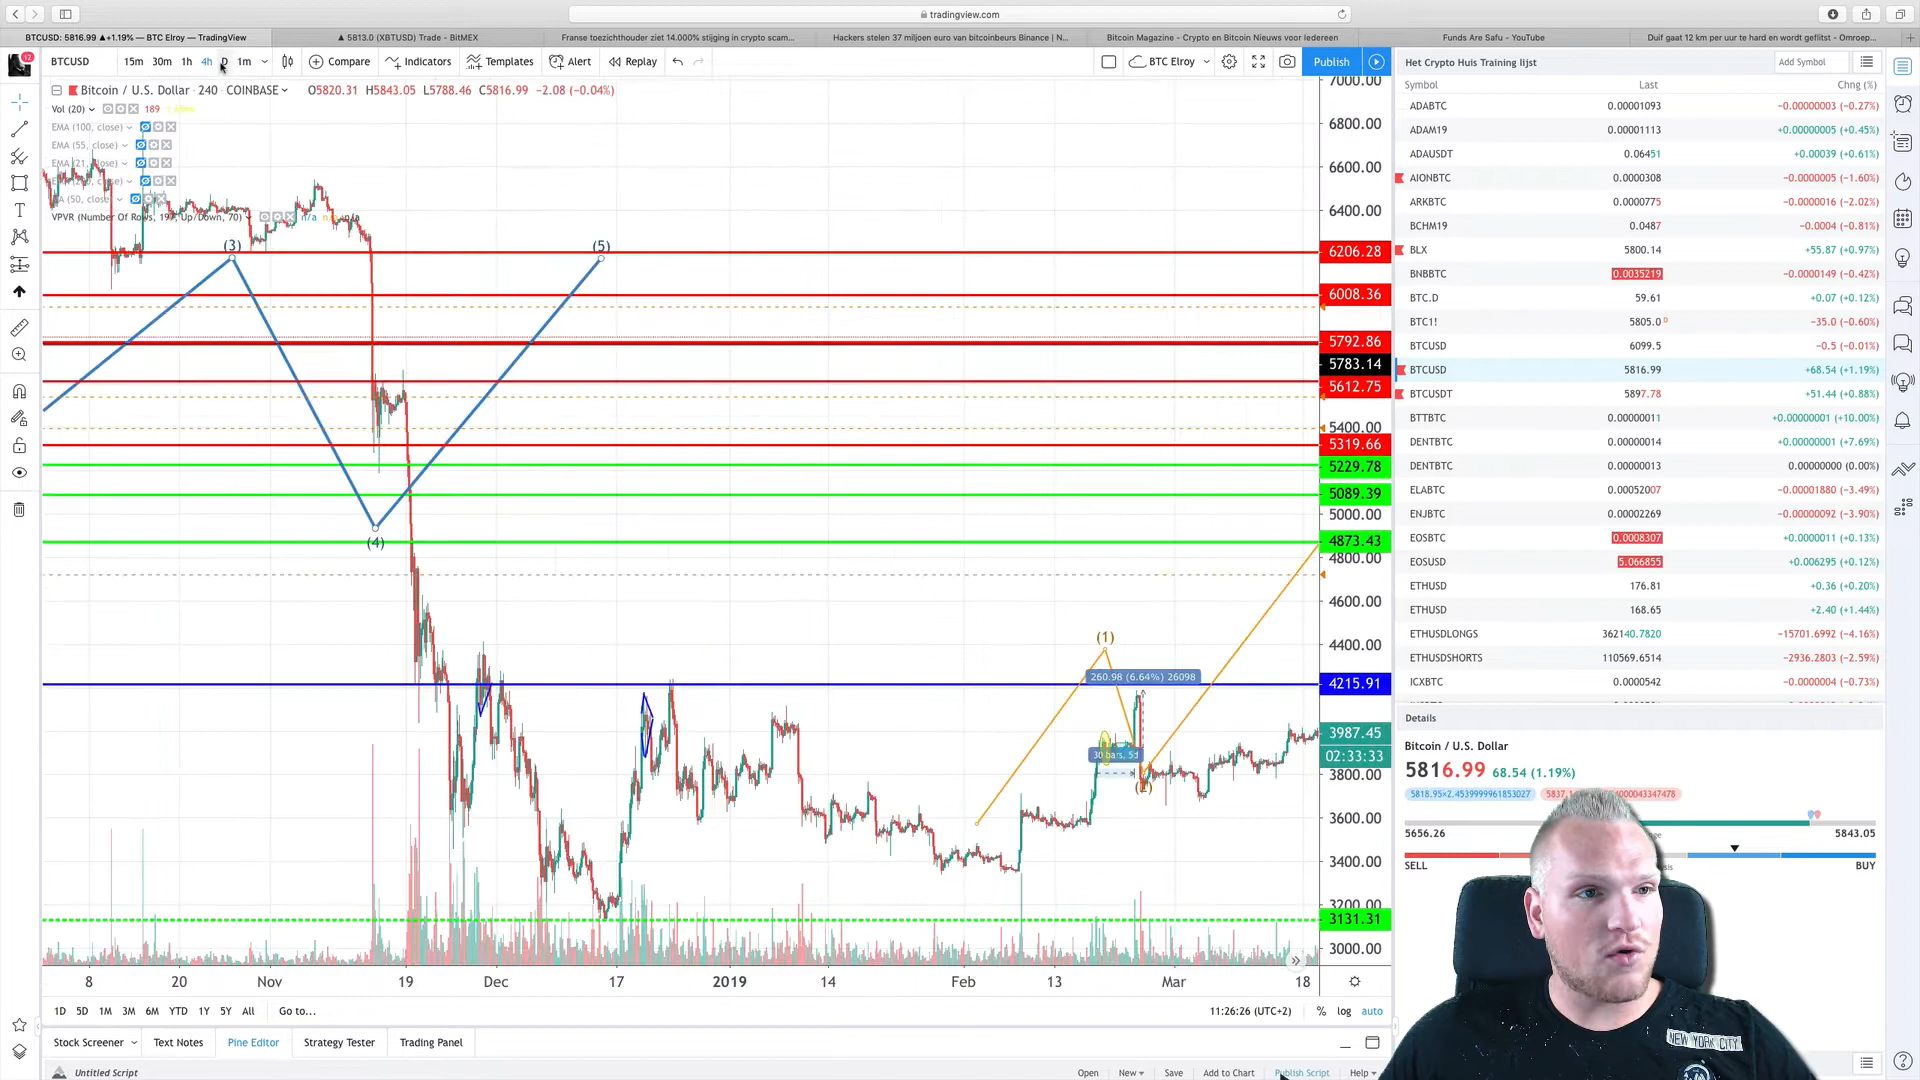 tradingview.com
BTCUSD: 5816.99 ▲+1.19% — BTC Elroy — TradingView
▲ 5813.0 (XBTUSD) Trade - BitMEX
Franse toezichthouder ziet 14.000% stijging in crypto scam...
Hackers stelen 37 miljoen euro van bitcoinbeurs Binance | N...
Bitcoin Magazine - Crypto en Bitcoin Nieuws voor Iedereen
Funds Are Safu - YouTube
Duif gaat 12 km per uur te hard en wordt geflitst - Omroep...
12
BTCUSD 15m 30m 1h 4h D 1m Compare Indicators Templates Alert Replay BTC Elroy Publish
Bitcoin / U.S. Dollar · 240 · COINBASE O5820.31 H5843.05 L5788.46 C5816.99 −2.08 (−0.04%)
Vol (20) 189
EMA (100, close)
EMA (55, close)
EMA (21, close)
(50, close)
VPVR (Number Of Rows, 197, Up/Down, 70) n/a n/a n/a
(3)
(5)
(4)
(1)
260.98 (6.64%) 26098
30 bars, 5d
(2)
7000.00
6800.00
6600.00
6400.00
6206.28
6008.36
5792.86
5783.14
5612.75
5400.00
5319.66
5229.78
5089.39
5000.00
4873.43
4800.00
4600.00
4400.00
4215.91
3987.45
02:33:33
3800.00
3600.00
3400.00
3200.00
3131.31
3000.00
8 20 Nov 19 Dec 17 2019 14 Feb 13 Mar 18
1D 5D 1M 3M 6M YTD 1Y 5Y All Go to... 11:26:26 (UTC+2) % log auto
Stock Screener Text Notes Pine Editor Strategy Tester Trading Panel
Untitled Script Open New Save Add to Chart Publish Script Help
Het Crypto Huis Training lijst Add Symbol
Symbol Last Chng (%)
ADABTC 0.00001093 −0.00000003 (−0.27%)
ADAM19 0.00001113 +0.00000005 (+0.45%)
ADAUSDT 0.06451 +0.00039 (+0.61%)
AIONBTC 0.0000308 −0.0000005 (−1.60%)
ARKBTC 0.0000775 −0.0000016 (−2.02%)
BCHM19 0.0487 −0.0004 (−0.81%)
BLX 5800.14 +55.87 (+0.97%)
BNBBTC 0.0035219 −0.0000149 (−0.42%)
BTC.D 59.61 +0.07 (+0.12%)
BTC1! 5805.0 D −35.0 (−0.60%)
BTCUSD 6099.5 −0.5 (−0.01%)
BTCUSD 5816.99 +68.54 (+1.19%)
BTCUSDT 5897.78 +51.44 (+0.88%)
BTTBTC 0.00000011 +0.00000001 (+10.00%)
DENTBTC 0.00000014 +0.00000001 (+7.69%)
DENTBTC 0.00000013 0.00000000 (0.00%)
ELABTC 0.00052007 −0.00001880 (−3.49%)
ENJBTC 0.00002269 −0.00000092 (−3.90%)
EOSBTC 0.0008307 +0.0000011 (+0.13%)
EOSUSD 5.066855 +0.006295 (+0.12%)
ETHUSD 176.81 +0.36 (+0.20%)
ETHUSD 168.65 +2.40 (+1.44%)
ETHUSDLONGS 362140.7820 −15701.6992 (−4.16%)
ETHUSDSHORTS 110569.6514 −2936.2803 (−2.59%)
ICXBTC 0.0000542 −0.0000004 (−0.73%)
Details
Bitcoin / U.S. Dollar
5816.99 68.54 (1.19%)
5818.95×2.4539999961853027
5656.26 5843.05
SELL BUY
NEW YORK CITY